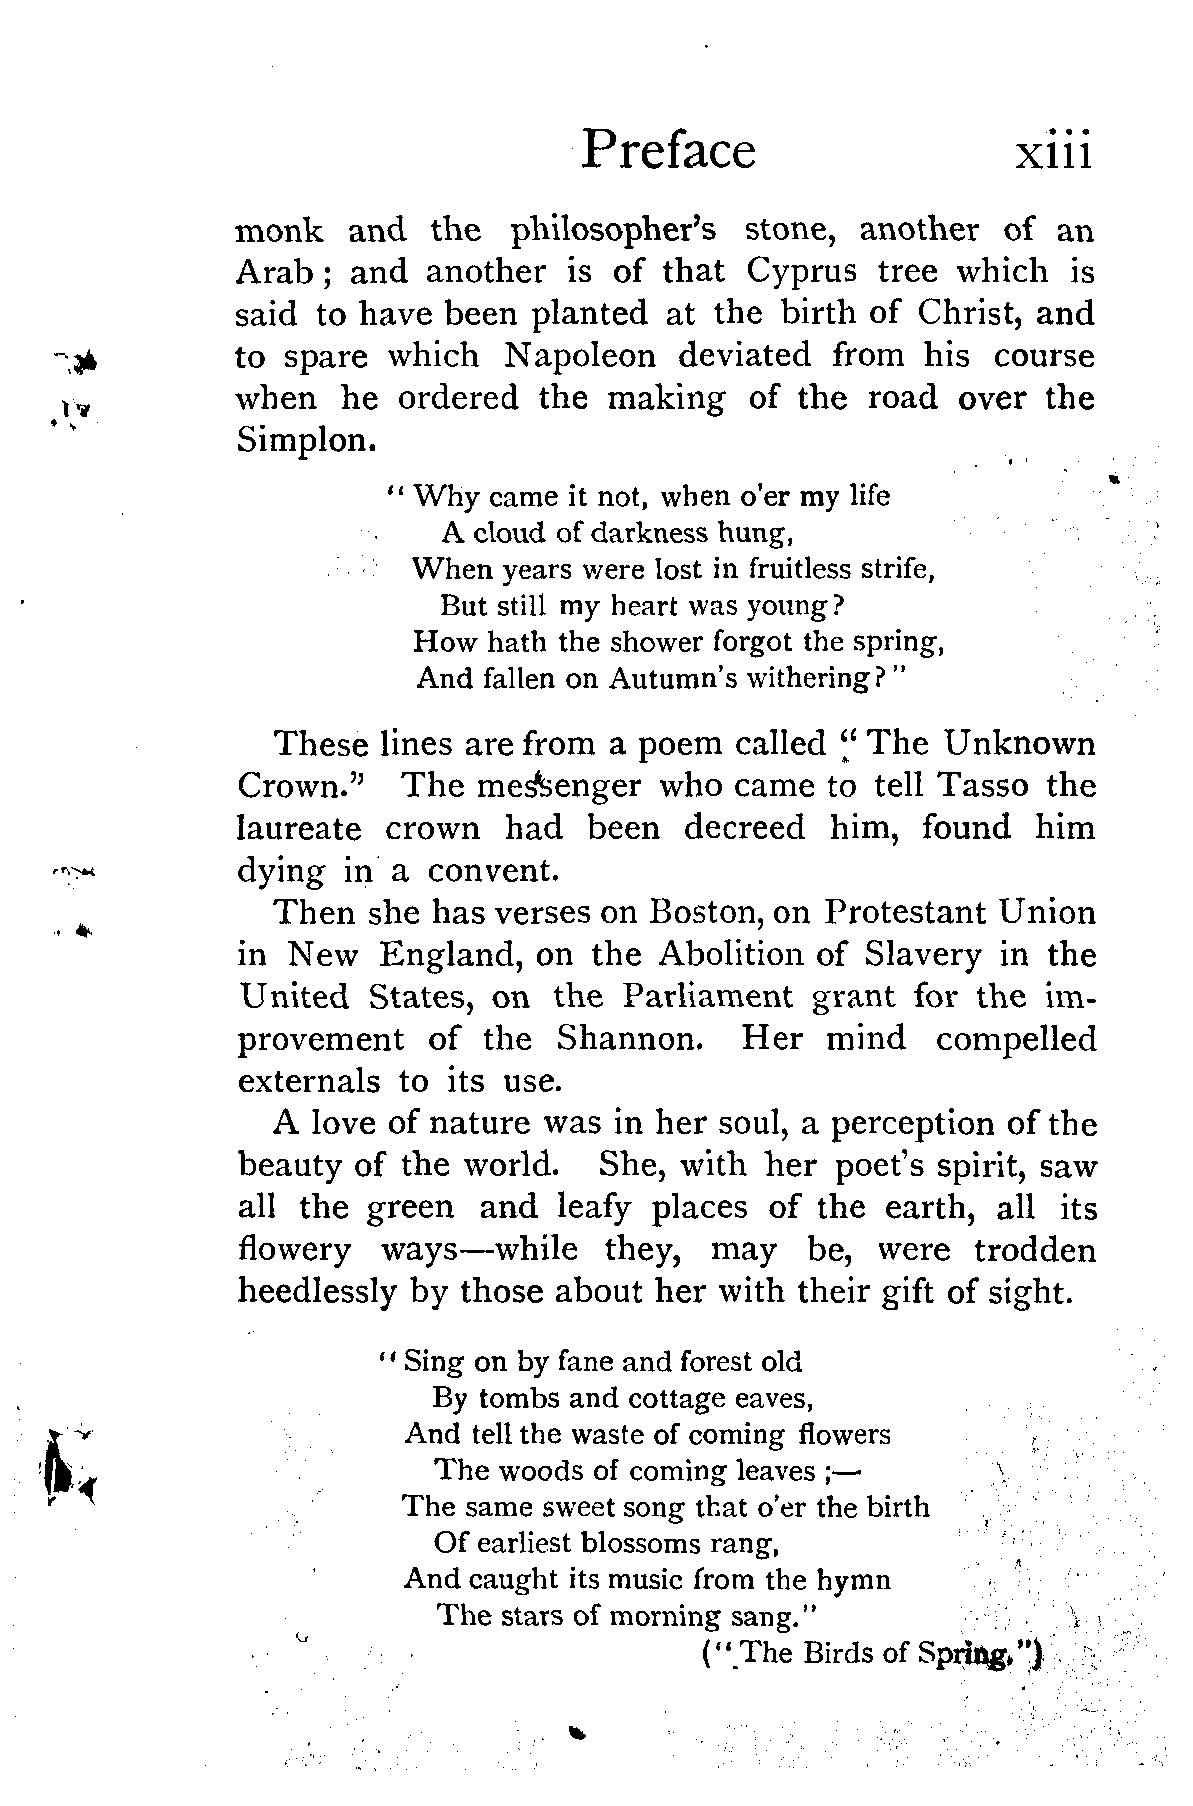 Preface xiii
monk and the philosopher's stone, another of an
Arab ; and another is of that Cyprus tree which is
said to have been planted at the birth of Christ, and
to spare which Napoleon deviated from his course
when he ordered the making of the road over the
Simplon.
" Why came it not, when o'er my life
A cloud of darkness hung,
When years were lost in fruitless strife,
But still my heart was young?
How hath the shower forgot the spring,
And fallen on Autumn's withering? "
These lines are from a poem called " The Unknown
Crown." The messenger who came to tell Tasso the
laureate crown had been decreed him, found him
dying in a convent.
Then she has verses on Boston, on Protestant Union
in New England, on the Abolition of Slavery in the
United States, on the Parliament grant for the im-
provement of the Shannon. Her mind compelled
externals to its use.
A love of nature was in her soul, a perception of the
beauty of the world. She, with her poet's spirit, saw
all the green and leafy places of the earth, all its
flowery ways—while they, may be, were trodden
heedlessly by those about her with their gift of sight.
" Sing on by fane and forest old
By tombs and cottage eaves,
And tell the waste of coming flowers
The woods of coming leaves ;—
The same sweet song that o'er the birth
Of earliest blossoms rang,
And caught its music from the hymn
The stars of morning sang."
(" The Birds of Spring.")